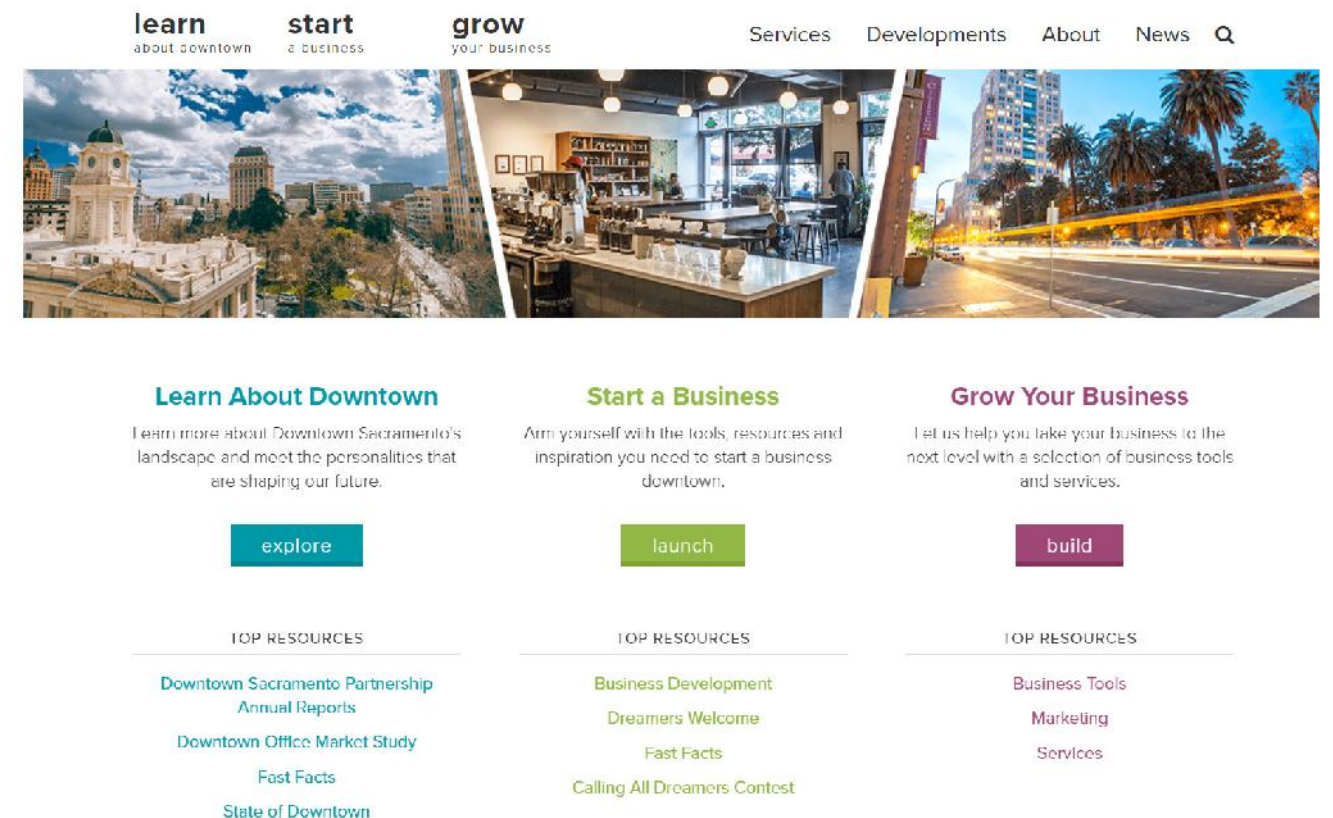 learn start grow
about downtown a business your business
Services Developments About News
Learn About Downtown
Learn more about Downtown Sacramento's
landscape and meet the personalities that
are shaping our future.
explore
TOP RESOURCES
Downtown Sacramento Partnership
Annual Reports
Downtown Office Market Study
Fast Facts
State of Downtown
Start a Business
Arm yourself with the tools, resources and
inspiration you need to start a business
downtown.
launch
TOP RESOURCES
Business Development
Dreamers Welcome
Fast Facts
Calling All Dreamers Contest
Grow Your Business
Let us help you take your business to the
next level with a selection of business tools
and services.
build
TOP RESOURCES
Business Tools
Marketing
Services